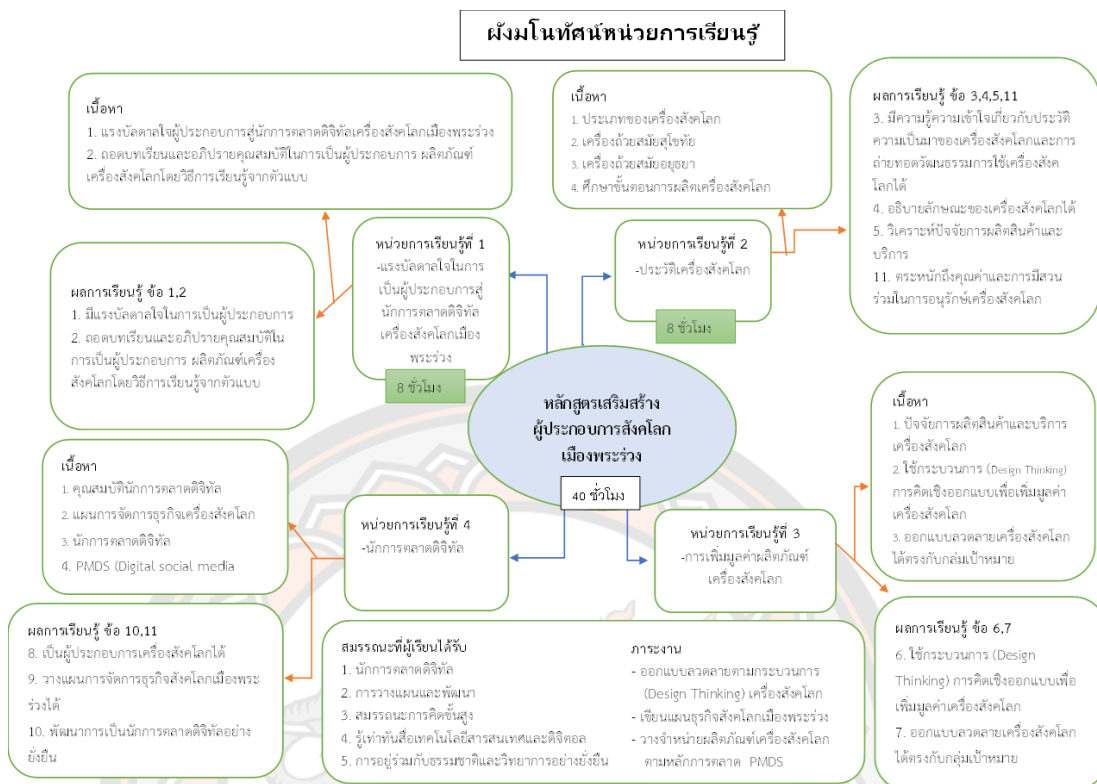 ผังมโนทัศน์หน่วยการเรียนรู้
เนื้อหา
1. แรงบัลดาลใจผู้ประกอบการสู่นักการตลาดดิจิทัลเครื่องสังคโลกเมืองพระร่วง
2. ถอดบทเรียนและอภิปรายคุณสมบัติในการเป็นผู้ประกอบการ ผลิตภัณฑ์
เครื่องสังคโลกโดยวิธีการเรียนรู้จากตัวแบบ
เนื้อหา
1. ประเภทของเครื่องสังคโลก
2. เครื่องถ้วยสมัยสุโขทัย
3. เครื่องถ้วยสมัยอยุธยา
4. ศึกษาขั้นตอนการผลิตเครื่องสังคโลก
ผลการเรียนรู้ ข้อ 3,4,5,11
3. มีความรู้ความเข้าใจเกี่ยวกับประวัติ
ความเป็นมาของเครื่องสังคโลกและการ
ถ่ายทอดวัฒนธรรมการใช้เครื่องสังค
โลกได้
4. อธิบายลักษณะของเครื่องสังคโลกได้
5. วิเคราะห์ปัจจัยการผลิตสินค้าและ
บริการ
11. ตระหนักถึงคุณค่าและการมีสวน
ร่วมในการอนุรักษ์เครื่องสังคโลก
หน่วยการเรียนรู้ที่ 1
-แรงบัลดาลใจในการ
เป็นผู้ประกอบการสู่
นักการตลาดดิจิทัล
เครื่องสังคโลกเมือง
พระร่วง
8 ชั่วโมง
หน่วยการเรียนรู้ที่ 2
-ประวัติเครื่องสังคโลก
8 ชั่วโมง
ผลการเรียนรู้ ข้อ 1,2
1. มีแรงบัลดาลใจในการเป็นผู้ประกอบการ
2. ถอดบทเรียนและอภิปรายคุณสมบัติใน
การเป็นผู้ประกอบการ ผลิตภัณฑ์เครื่อง
สังคโลกโดยวิธีการเรียนรู้จากตัวแบบ
หลักสูตรเสริมสร้าง
ผู้ประกอบการสังคโลก
เมืองพระร่วง
40 ชั่วโมง
เนื้อหา
1. ปัจจัยการผลิตสินค้าและบริการ
เครื่องสังคโลก
2. ใช้กระบวนการ (Design Thinking)
การคิดเชิงออกแบบเพื่อเพิ่มมูลค่า
เครื่องสังคโลก
3. ออกแบบลวดลายเครื่องสังคโลก
ได้ตรงกับกลุ่มเป้าหมาย
เนื้อหา
1. คุณสมบัตินักการตลาดดิจิทัล
2. แผนการจัดการธุรกิจเครื่องสังคโลก
3. นักการตลาดดิจิทัล
4. PMDS (Digital social media
หน่วยการเรียนรู้ที่ 4
-นักการตลาดดิจิทัล
หน่วยการเรียนรู้ที่ 3
-การเพิ่มมูลค่าผลิตภัณฑ์
เครื่องสังคโลก
ผลการเรียนรู้ ข้อ 10,11
8. เป็นผู้ประกอบการเครื่องสังคโลกได้
9. วางแผนการจัดการธุรกิจสังคโลกเมืองพระ
ร่วงได้
10. พัฒนาการเป็นนักการตลาดดิจิทัลอย่าง
ยั่งยืน
สมรรถนะที่ผู้เรียนได้รับ
1. นักการตลาดดิจิทัล
2. การวางแผนและพัฒนา
3. สมรรถนะการคิดขั้นสูง
4. รู้เท่าทันสื่อเทคโนโลยีสารสนเทศและดิจิตอล
5. การอยู่ร่วมกับธรรมชาติและวิทยาการอย่างยั่งยืน
ภาระงาน
- ออกแบบลวดลายตามกระบวนการ
(Design Thinking) เครื่องสังคโลก
- เขียนแผนธุรกิจสังคโลกเมืองพระร่วง
- วางจำหน่ายผลิตภัณฑ์เครื่องสังคโลก
ตามหลักการตลาด PMDS
ผลการเรียนรู้ ข้อ 6,7
6. ใช้กระบวนการ (Design
Thinking) การคิดเชิงออกแบบเพื่อ
เพิ่มมูลค่าเครื่องสังคโลก
7. ออกแบบลวดลายเครื่องสังคโลก
ได้ตรงกับกลุ่มเป้าหมาย